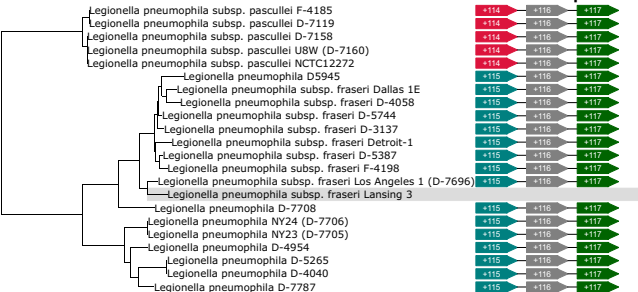 Legionella pneumophila subsp. pascullei F-4185 +114 +116 +117
Legionella pneumophila subsp. pascullei D-7119 +114 +116 +117
Legionella pneumophila subsp. pascullei D-7158 +114 +116 +117
Legionella pneumophila subsp. pascullei U8W (D-7160) +114 +116 +117
Legionella pneumophila subsp. pascullei NCTC12272 +114 +116 +117
Legionella pneumophila D5945 +115 +116 +117
Legionella pneumophila subsp. fraseri Dallas 1E +115 +116 +117
Legionella pneumophila subsp. fraseri D-4058 +115 +116 +117
Legionella pneumophila subsp. fraseri D-5744 +115 +116 +117
Legionella pneumophila subsp. fraseri D-3137 +115 +116 +117
Legionella pneumophila subsp. fraseri Detroit-1 +115 +116 +117
Legionella pneumophila subsp. fraseri D-5387 +115 +116 +117
Legionella pneumophila subsp. fraseri F-4198 +115 +116 +117
Legionella pneumophila subsp. fraseri Los Angeles 1 (D-7696) +115 +116 +117
Legionella pneumophila subsp. fraseri Lansing 3
Legionella pneumophila D-7708 +115 +116 +117
Legionella pneumophila NY24 (D-7706) +115 +116 +117
Legionella pneumophila NY23 (D-7705) +115 +116 +117
Legionella pneumophila D-4954 +115 +116 +117
Legionella pneumophila D-5265 +115 +116 +117
Legionella pneumophila D-4040 +115 +116 +117
Legionella pneumophila D-7787 +115 +116 +117